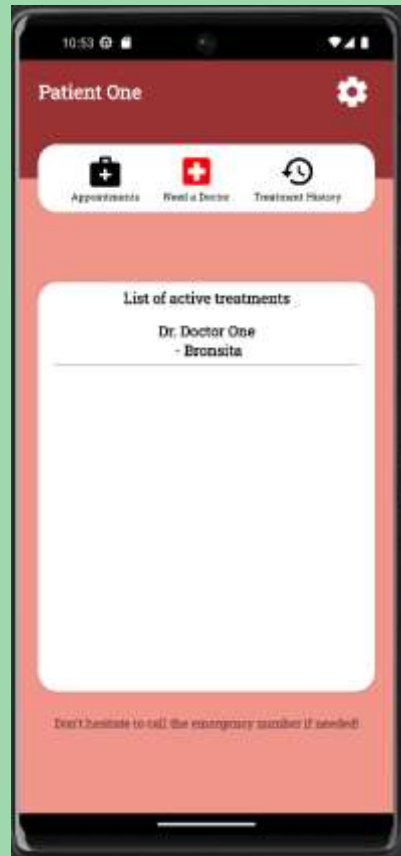 10:53
Patient One
Appointments
Need a Doctor
Treatment History
List of active treatments
Dr. Doctor One
- Bronsita
Don't hesitate to call the emergency number if needed!